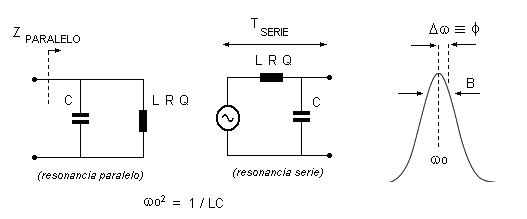 Z PARALELO
T SERIE
Δω ≡ ϕ
L R Q
C
L R Q
C
B
ωo
(resonancia paralelo)
(resonancia serie)
ωo² = 1 / LC